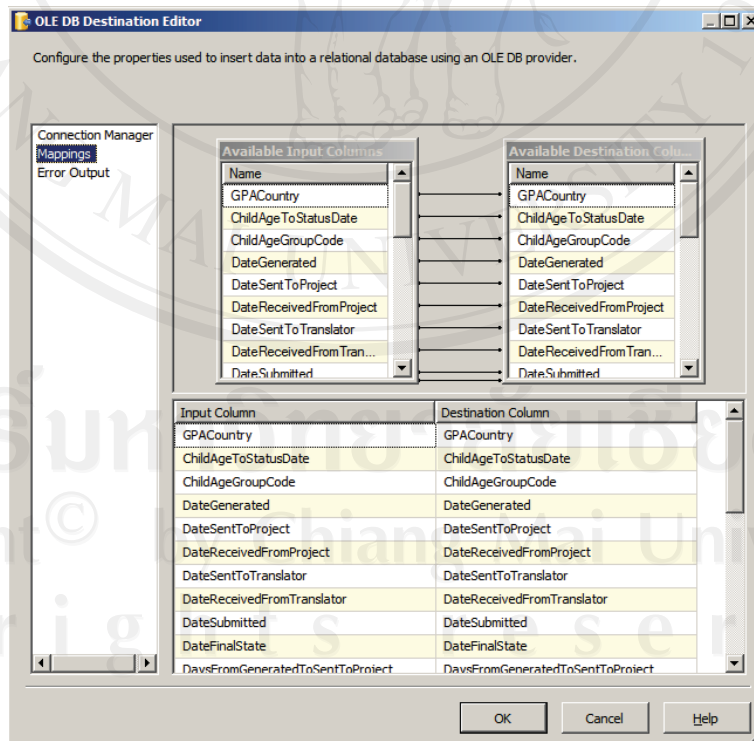 OLE DB Destination Editor
Configure the properties used to insert data into a relational database using an OLE DB provider.
Connection Manager
Mappings
Error Output
Available Input Columns
Name
GPACountry
ChildAgeToStatusDate
ChildAgeGroupCode
DateGenerated
DateSentToProject
DateReceivedFromProject
DateSentToTranslator
DateReceivedFromTran...
DateSubmitted
Available Destination Colu...
Name
GPACountry
ChildAgeToStatusDate
ChildAgeGroupCode
DateGenerated
DateSentToProject
DateReceivedFromProject
DateSentToTranslator
DateReceivedFromTran...
DateSubmitted
Input Column Destination Column
GPACountry GPACountry
ChildAgeToStatusDate ChildAgeToStatusDate
ChildAgeGroupCode ChildAgeGroupCode
DateGenerated DateGenerated
DateSentToProject DateSentToProject
DateReceivedFromProject DateReceivedFromProject
DateSentToTranslator DateSentToTranslator
DateReceivedFromTranslator DateReceivedFromTranslator
DateSubmitted DateSubmitted
DateFinalState DateFinalState
DaysFromGeneratedToSentToProject DaysFromGeneratedToSentToProject
OK Cancel Help
by Chiang Mai Uni